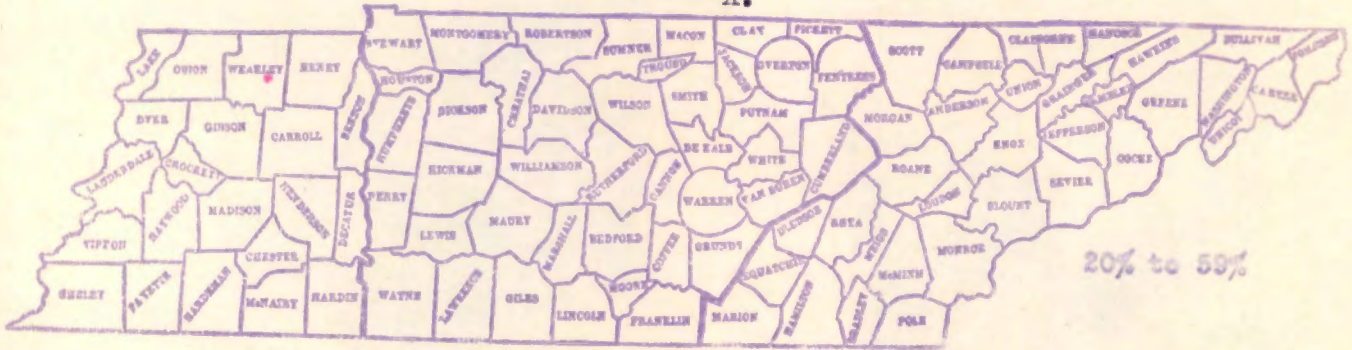 A.
LAKE OBION WEAKLEY HENRY STEWART MONTGOMERY ROBERTSON SUMNER MACON CLAY PICKETT SCOTT CAMPBELL CLAIBORNE HANCOCK HAWKINS SULLIVAN JOHNSON
HOUSTON TROUSD JACKSON OVERTON FENTRESS UNION GRAINGER HAMBLEN GREENE WASHINGTON CARTER UNICOI
DYER GIBSON CARROLL BENTON HUMPHREYS DICKSON CHEATHAM DAVIDSON WILSON SMITH PUTNAM MORGAN ANDERSON KNOX JEFFERSON COCKE
LAUDERDALE CROCKETT HICKMAN WILLIAMSON RUTHERFORD CANNON DE KALB WHITE CUMBERLAND ROANE LOUDON BLOUNT SEVIER
TIPTON HAYWOOD MADISON HENDERSON DECATUR PERRY LEWIS MAURY MARSHALL BEDFORD COFFEE WARREN VAN BUREN GRUNDY BLEDSOE RHEA MEIGS MONROE
CHESTER MOORE SEQUATCHIE McMINN
20% to 59%
SHELBY FAYETTE HARDEMAN McNAIRY HARDIN WAYNE LAWRENCE GILES LINCOLN FRANKLIN MARION HAMILTON BRADLEY POLK